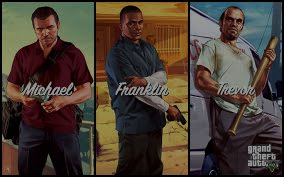 Michael
Franklin
Trevor
grand
theft
auto